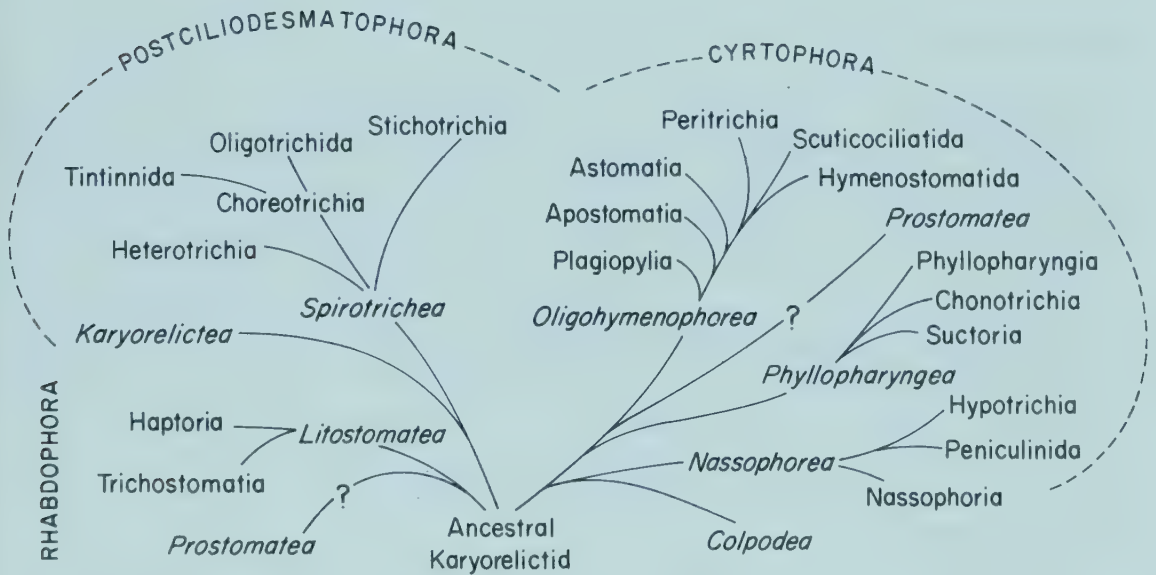 POSTCILIODESMATOPHORA
CYRTOPHORA
Stichotrichia
Oligotrichida
Tintinnida
Choreotrichia
Heterotrichia
Spirotrichea
Karyorelictea
RHABDOPHORA
Haptoria
Litostomatea
Trichostomatia
?
Prostomatea
Ancestral
Karyorelictid
Peritrichia
Scuticociliatida
Astomatia
Hymenostomatida
Apostomatia
Prostomatea
Plagiopylia
Phyllopharyngia
Oligohymenophorea
?
Chonotrichia
Suctoria
Phyllopharyngea
Hypotrichia
Nassophorea
Peniculinida
Nassophoria
Colpodea